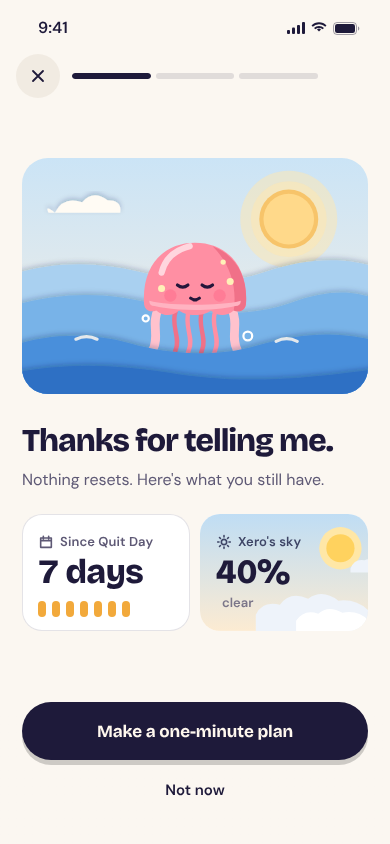 9:41
Thanks for telling me.
Nothing resets. Here's what you still have.
Since Quit Day
7 days
Xero's sky
40%
clear
Make a one-minute plan
Not now